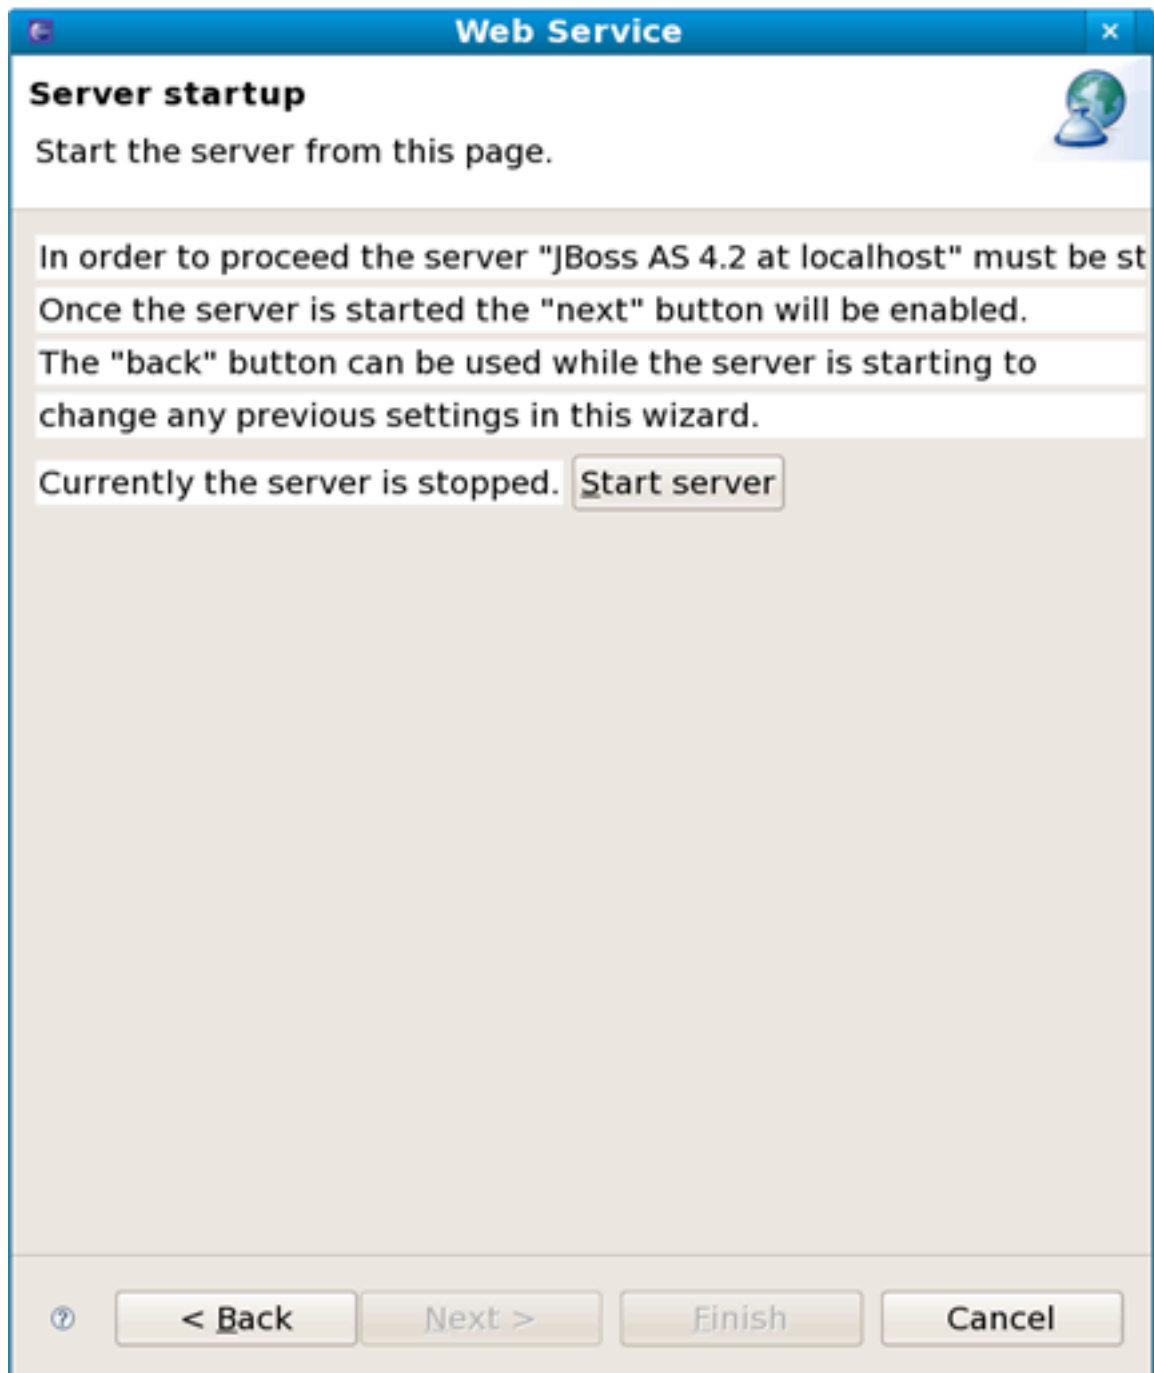 Web Service
Server startup
Start the server from this page.
In order to proceed the server "JBoss AS 4.2 at localhost" must be st
Once the server is started the "next" button will be enabled.
The "back" button can be used while the server is starting to
change any previous settings in this wizard.
Currently the server is stopped. Start server
< Back Next > Finish Cancel